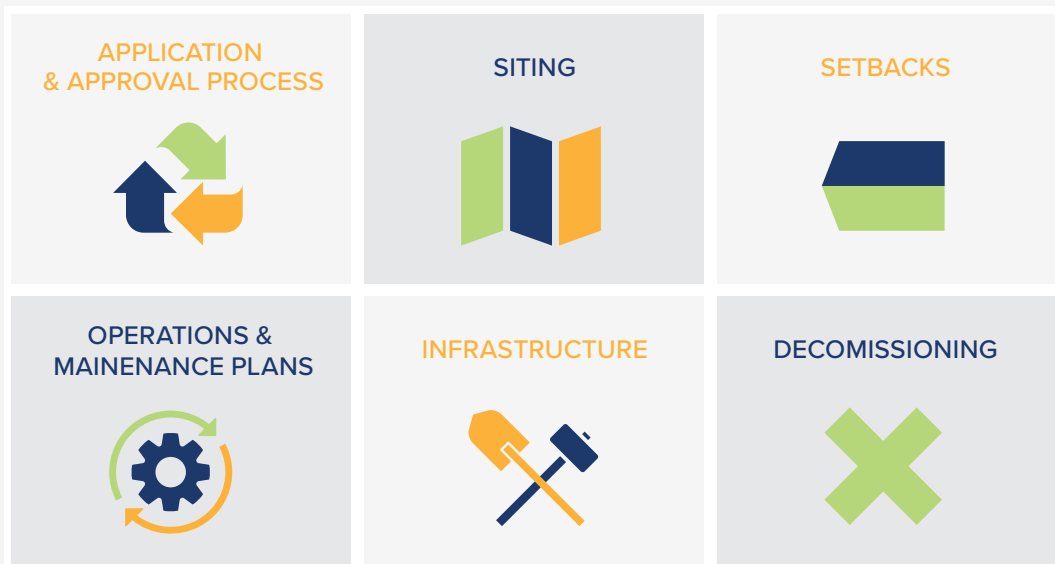 APPLICATION
& APPROVAL PROCESS
SITING
SETBACKS
OPERATIONS &
MAINENANCE PLANS
INFRASTRUCTURE
DECOMISSIONING